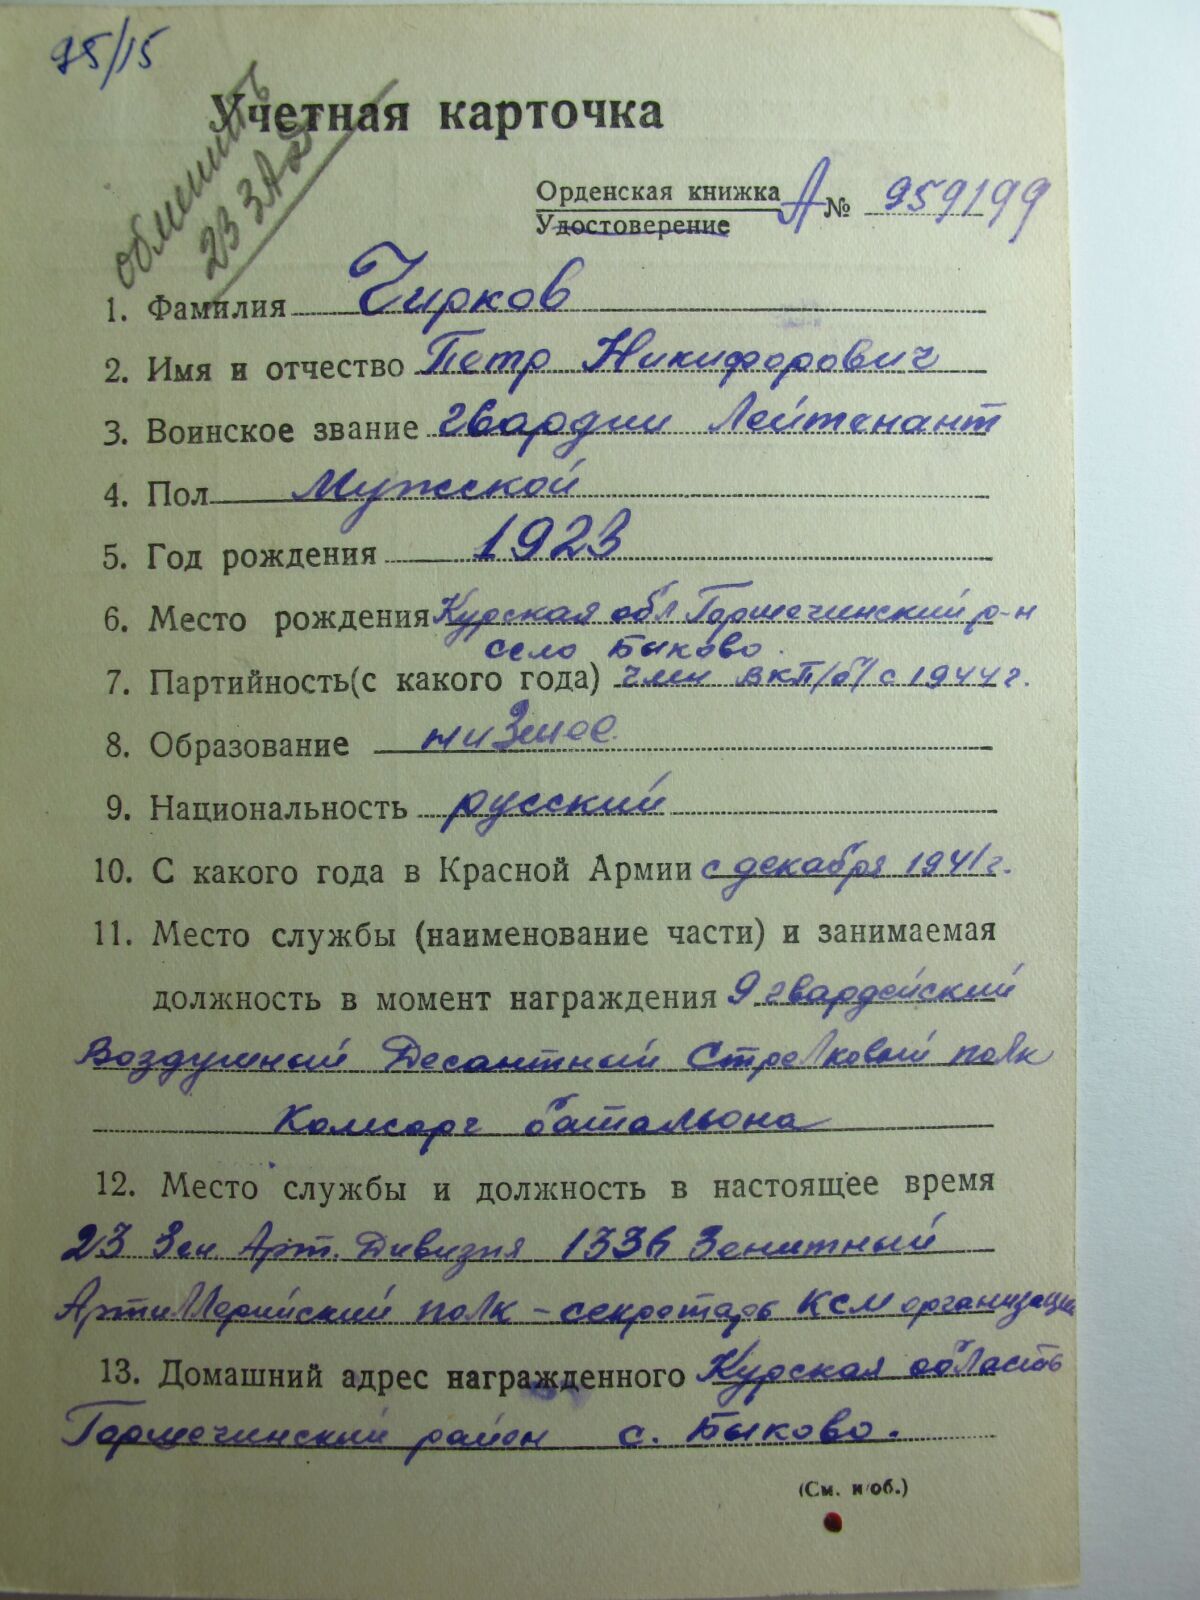 95/15
обменить
23 ЗАД
Учетная карточка
Орденская книжка
Удостоверение
А № 959199
1. Фамилия Чирков
2. Имя и отчество Петр Никифорович
3. Воинское звание гвардии Лейтенант
4. Пол Мужской
5. Год рождения 1923
6. Место рождения Курская обл Горшечинский р-н
село Быково.
7. Партийность(с какого года) член ВКП/б/ с 1944г.
8. Образование низшее.
9. Национальность русский
10. С какого года в Красной Армии с декабря 1941г.
11. Место службы (наименование части) и занимаемая
должность в момент награждения 9 гвардейский
Воздушный Десантный Стрелковый полк
Комсорг батальона
12. Место службы и должность в настоящее время
23 Зен Арт. Дивизия 1336 Зенитный
Артиллерийский полк - секретарь КСМ организации
13. Домашний адрес награжденного Курская область
Горшечинский район с. Быково.
(См. и об.)